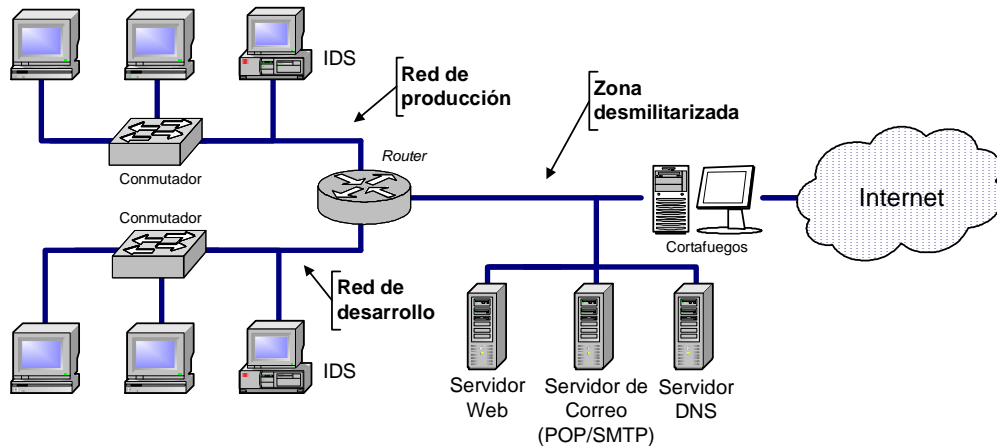 IDS
Red de
producción
Zona
desmilitarizada
Router
Conmutador
Internet
Cortafuegos
Conmutador
Red de
desarrollo
IDS
Servidor
Web
Servidor de
Correo
(POP/SMTP)
Servidor
DNS